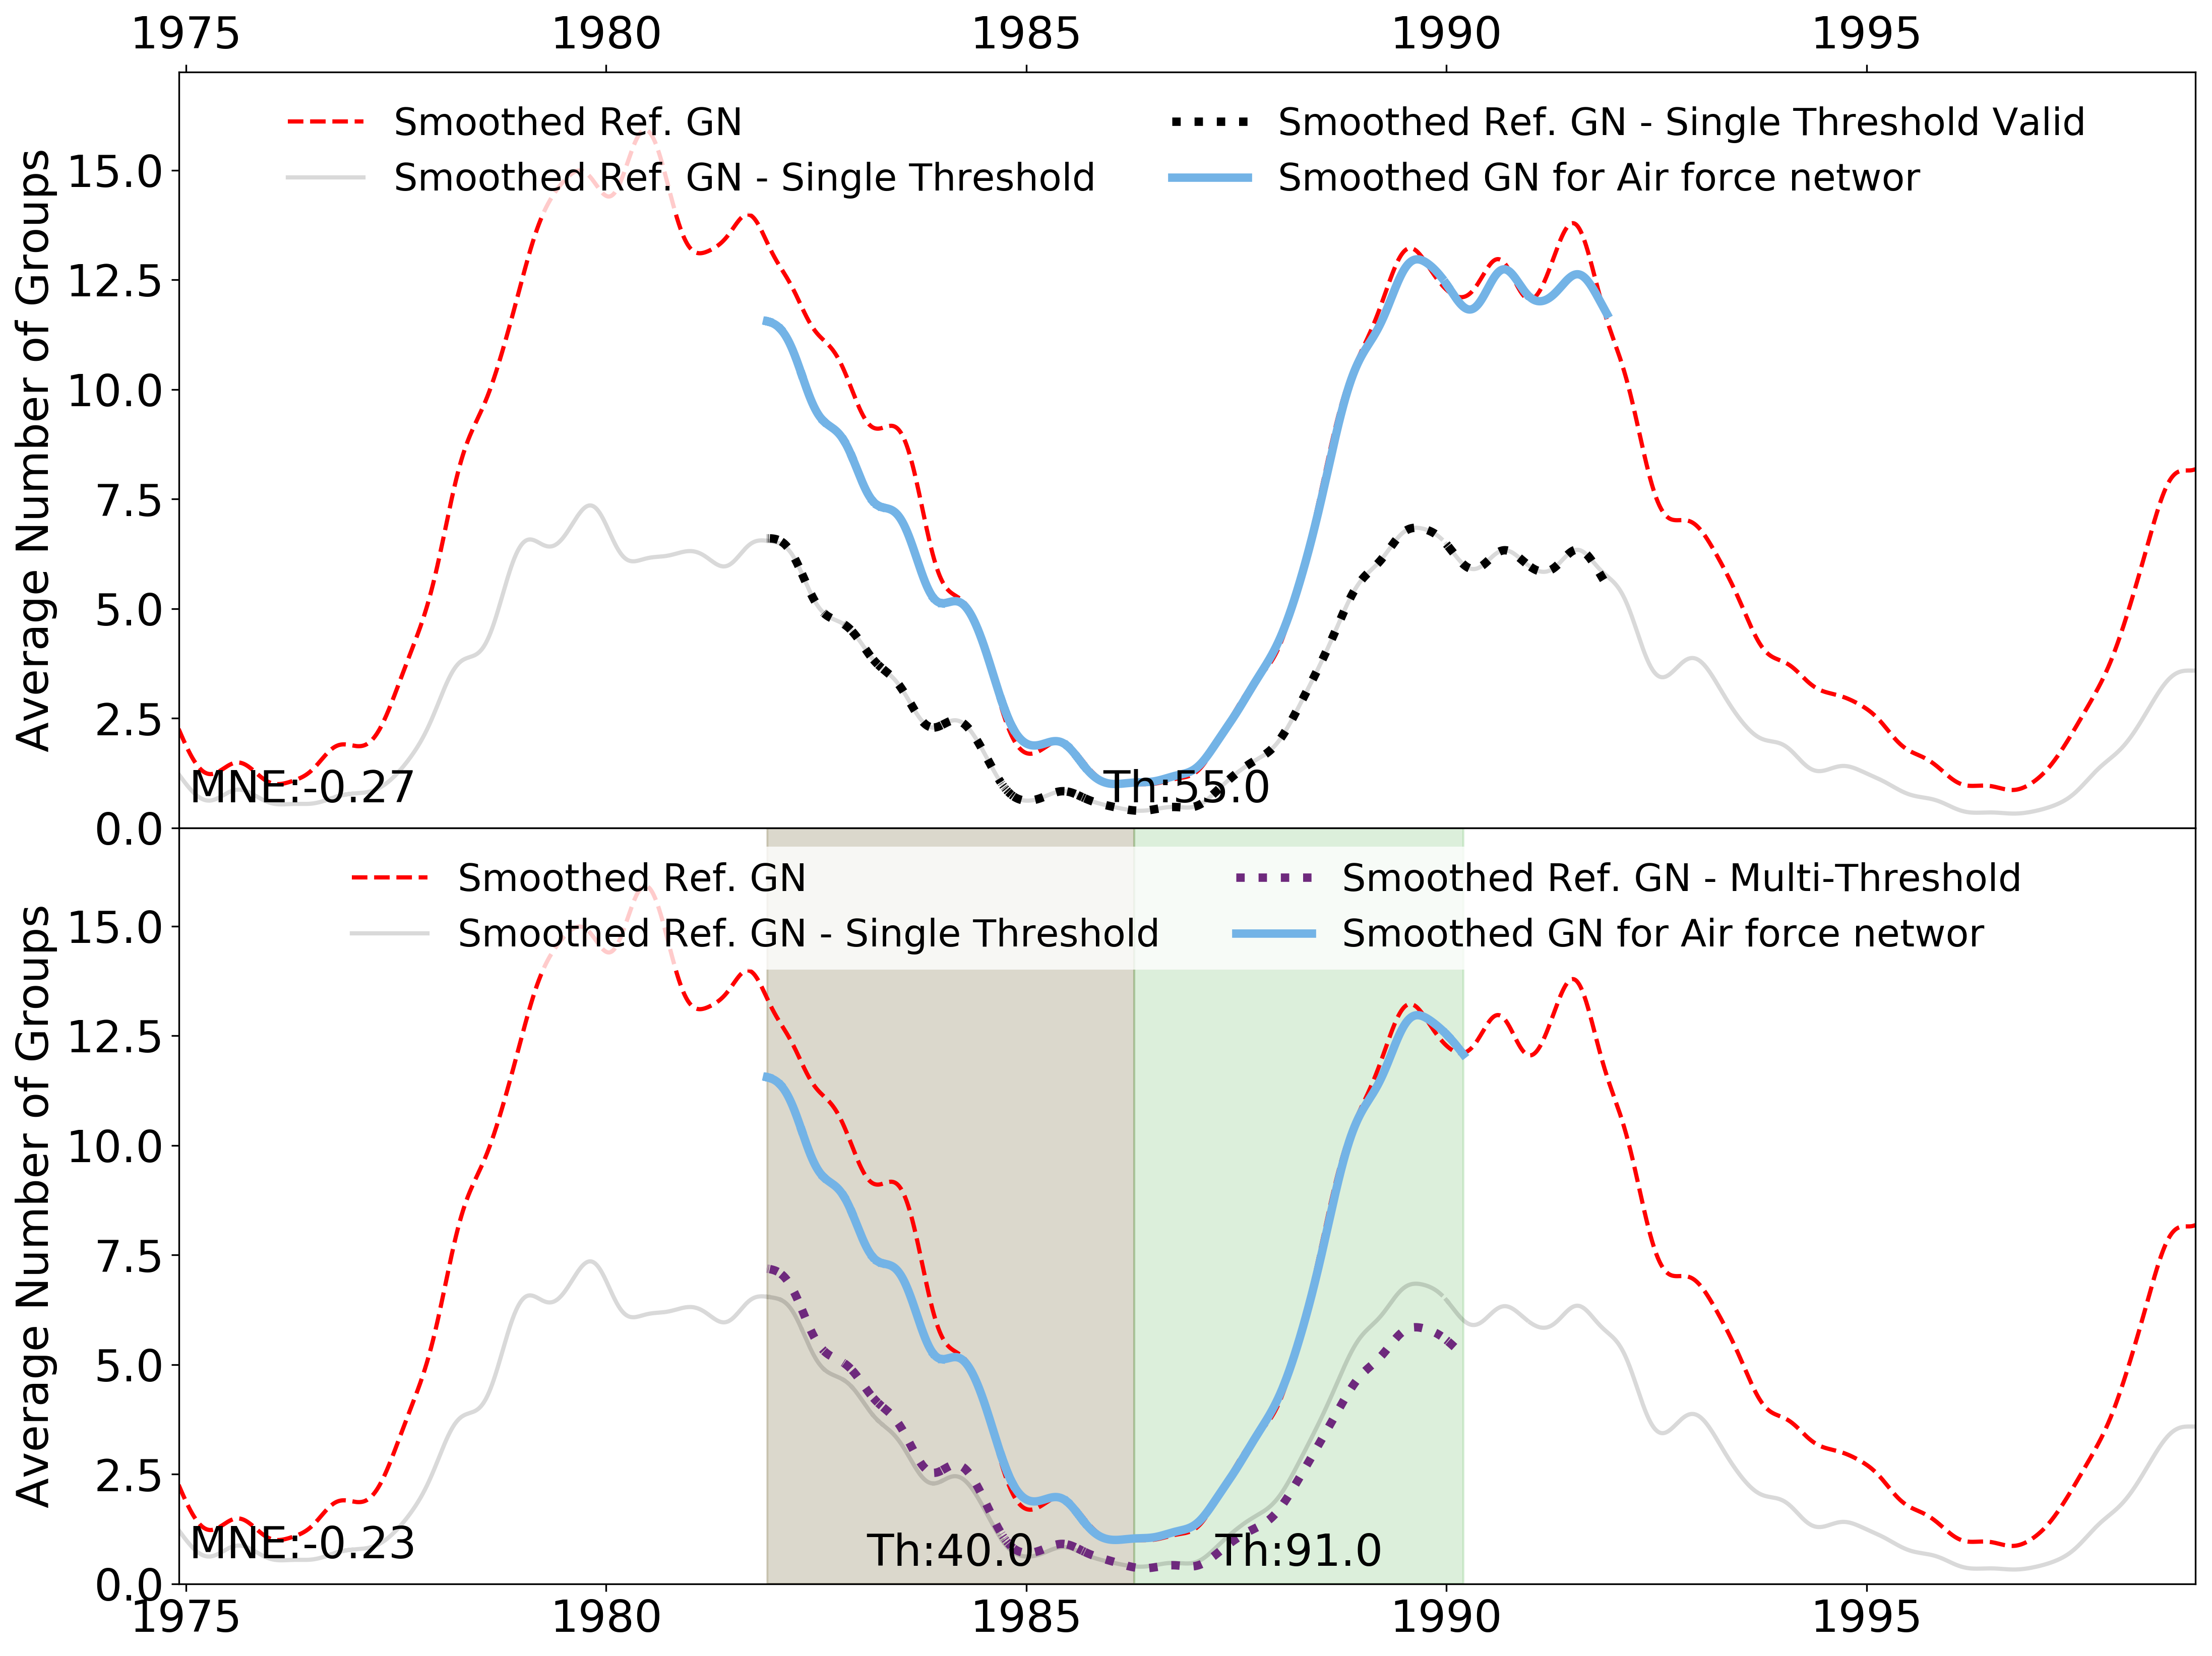 1975 1980 1985 1990 1995
Smoothed Ref. GN
Smoothed Ref. GN - Single Threshold
Smoothed Ref. GN - Single Threshold Valid
Smoothed GN for Air force networ
Average Number of Groups
15.0
12.5
10.0
7.5
5.0
2.5
0.0
MNE:-0.27
Th:55.0
Smoothed Ref. GN
Smoothed Ref. GN - Single Threshold
Smoothed Ref. GN - Multi-Threshold
Smoothed GN for Air force networ
Average Number of Groups
15.0
12.5
10.0
7.5
5.0
2.5
0.0
MNE:-0.23
Th:40.0
Th:91.0
1975 1980 1985 1990 1995